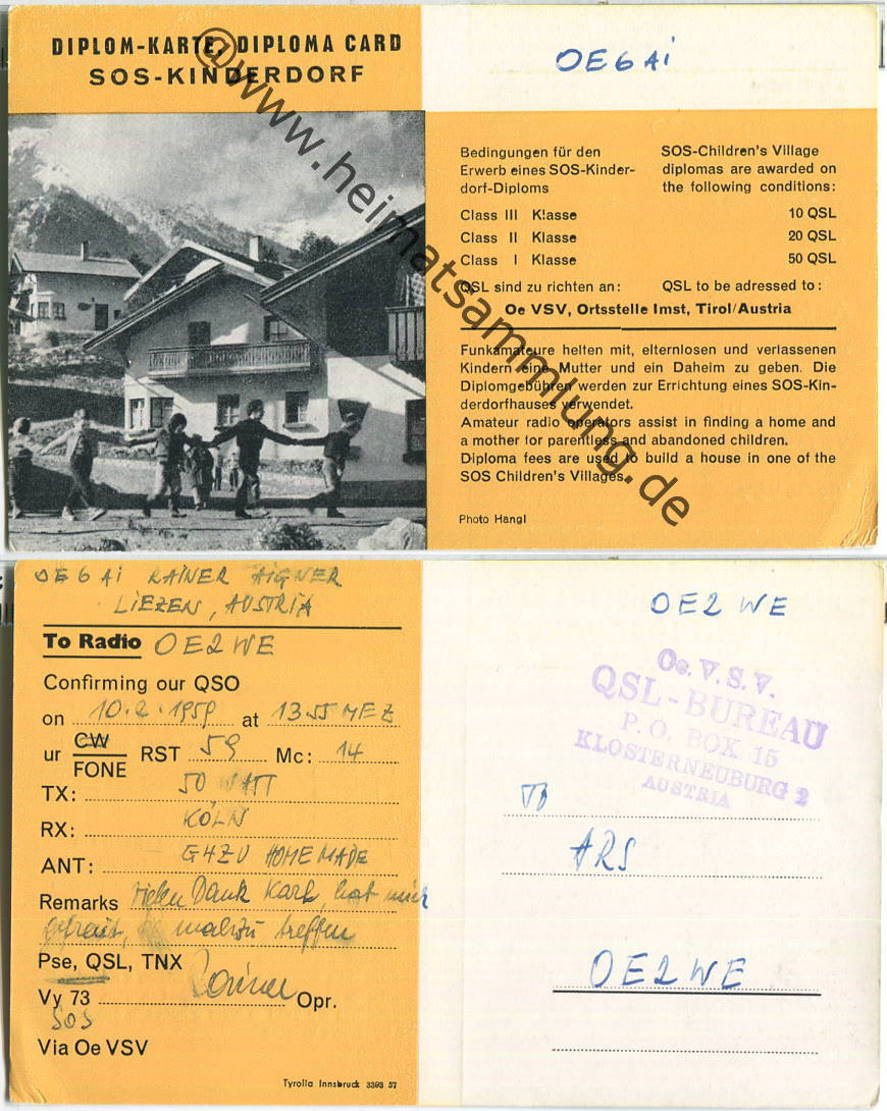 DIPLOM-KARTE, DIPLOMA CARD
SOS-KINDERDORF
OE6Ai
@www.heimatsammlung.de
Bedingungen für den
Erwerb eines SOS-Kinder-
dorf-Diploms
SOS-Children's Village
diplomas are awarded on
the following conditions:
Class III Klasse 10 QSL
Class II Klasse 20 QSL
Class I Klasse 50 QSL
QSL sind zu richten an: QSL to be adressed to:
Oe VSV, Ortsstelle Imst, Tirol/Austria
Funkamateure helfen mit, elternlosen und verlassenen
Kindern eine Mutter und ein Daheim zu geben. Die
Diplomgebühren werden zur Errichtung eines SOS-Kin-
derdorfhauses verwendet.
Amateur radio operators assist in finding a home and
a mother for parentless and abandoned children.
Diploma fees are used to build a house in one of the
SOS Children's Villages.
Photo Hangl
OE6Ai RAINER AIGNER
LIEZEN, AUSTRIA
To Radio OE2WE
Confirming our QSO
on 10.2.1959 at 1355 MEZ
ur CW/FONE RST 59 Mc: 14
TX: 50 WATT
RX: KÖLN
ANT: G4ZU HOMEMADE
Remarks Vielen Dank Karl, hat mich
gefreut, malzu treffen
Pse, QSL, TNX
Vy 73 Rainer Opr.
SOS
Via Oe VSV
Tyrolia Innsbruck 3393 57
OE2WE
Oe. V. S. V.
QSL-BUREAU
P. O. BOX 15
KLOSTERNEUBURG 2
AUSTRIA
To
ARS
OE2WE